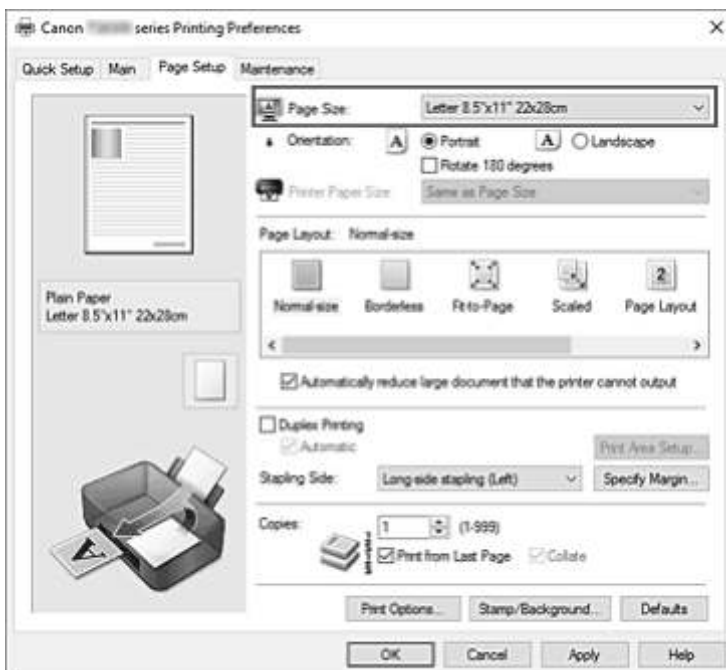 Canon series Printing Preferences
Quick Setup Main Page Setup Maintenance
Page Size: Letter 8.5"x11" 22x28cm
Orientation: A Portrait A Landscape
Rotate 180 degrees
Printer Paper Size Same as Page Size
Page Layout: Normal-size
2
Normal-size Borderless Fit-to-Page Scaled Page Layout
Plain Paper
Letter 8.5"x11" 22x28cm
Automatically reduce large document that the printer cannot output
Duplex Printing
Automatic Print Area Setup...
Stapling Side: Long-side stapling (Left) Specify Margin...
Copies: 1 (1-999)
Print from Last Page Collate
A
Print Options... Stamp/Background... Defaults
OK Cancel Apply Help